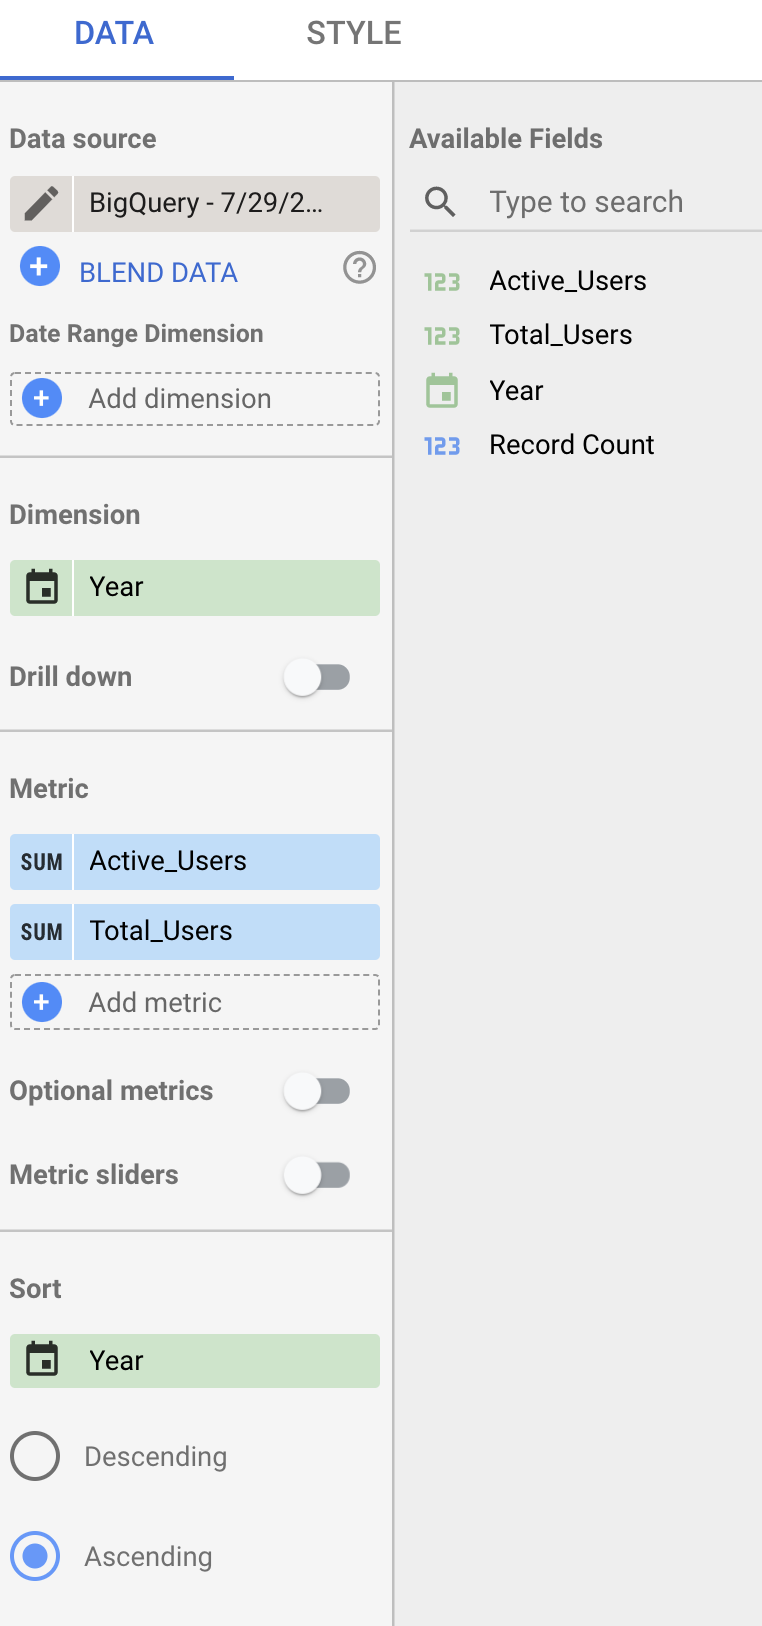 DATA
STYLE
Data source
BigQuery - 7/29/2...
BLEND DATA
Date Range Dimension
Add dimension
Dimension
Year
Drill down
Metric
SUM Active_Users
SUM Total_Users
Add metric
Optional metrics
Metric sliders
Sort
Year
Descending
Ascending
Available Fields
Type to search
123 Active_Users
123 Total_Users
Year
123 Record Count